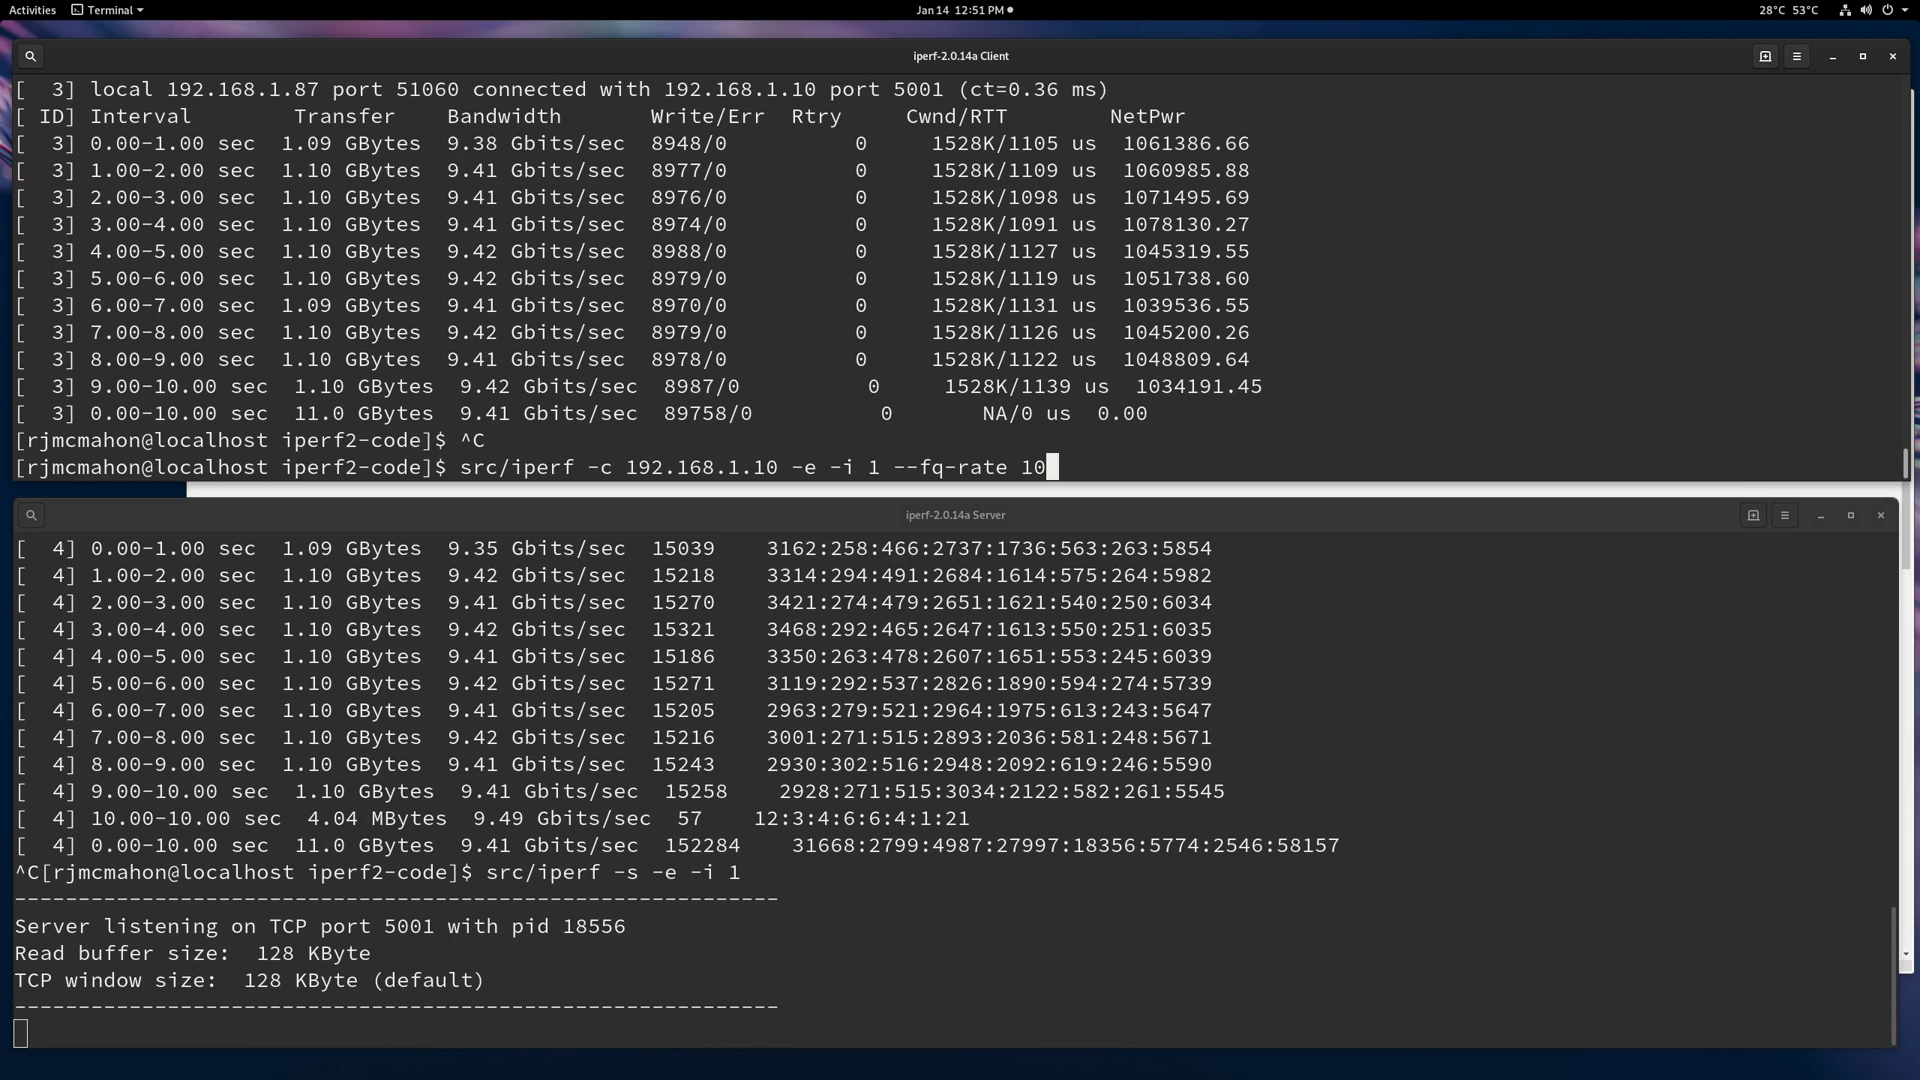 Activities Terminal Jan 14 12:51 PM 28°C 53°C
iperf-2.0.14a Client
[  3] local 192.168.1.87 port 51060 connected with 192.168.1.10 port 5001 (ct=0.36 ms)
[ ID] Interval        Transfer    Bandwidth       Write/Err  Rtry     Cwnd/RTT        NetPwr
[  3] 0.00-1.00 sec  1.09 GBytes  9.38 Gbits/sec  8948/0          0     1528K/1105 us  1061386.66
[  3] 1.00-2.00 sec  1.10 GBytes  9.41 Gbits/sec  8977/0          0     1528K/1109 us  1060985.88
[  3] 2.00-3.00 sec  1.10 GBytes  9.41 Gbits/sec  8976/0          0     1528K/1098 us  1071495.69
[  3] 3.00-4.00 sec  1.10 GBytes  9.41 Gbits/sec  8974/0          0     1528K/1091 us  1078130.27
[  3] 4.00-5.00 sec  1.10 GBytes  9.42 Gbits/sec  8988/0          0     1528K/1127 us  1045319.55
[  3] 5.00-6.00 sec  1.10 GBytes  9.42 Gbits/sec  8979/0          0     1528K/1119 us  1051738.60
[  3] 6.00-7.00 sec  1.09 GBytes  9.41 Gbits/sec  8970/0          0     1528K/1131 us  1039536.55
[  3] 7.00-8.00 sec  1.10 GBytes  9.42 Gbits/sec  8979/0          0     1528K/1126 us  1045200.26
[  3] 8.00-9.00 sec  1.10 GBytes  9.41 Gbits/sec  8978/0          0     1528K/1122 us  1048809.64
[  3] 9.00-10.00 sec  1.10 GBytes  9.42 Gbits/sec  8987/0          0     1528K/1139 us  1034191.45
[  3] 0.00-10.00 sec  11.0 GBytes  9.41 Gbits/sec  89758/0          0       NA/0 us  0.00
[rjmcmahon@localhost iperf2-code]$ ^C
[rjmcmahon@localhost iperf2-code]$ src/iperf -c 192.168.1.10 -e -i 1 --fq-rate 10
iperf-2.0.14a Server
[  4] 0.00-1.00 sec  1.09 GBytes  9.35 Gbits/sec  15039    3162:258:466:2737:1736:563:263:5854
[  4] 1.00-2.00 sec  1.10 GBytes  9.42 Gbits/sec  15218    3314:294:491:2684:1614:575:264:5982
[  4] 2.00-3.00 sec  1.10 GBytes  9.41 Gbits/sec  15270    3421:274:479:2651:1621:540:250:6034
[  4] 3.00-4.00 sec  1.10 GBytes  9.42 Gbits/sec  15321    3468:292:465:2647:1613:550:251:6035
[  4] 4.00-5.00 sec  1.10 GBytes  9.41 Gbits/sec  15186    3350:263:478:2607:1651:553:245:6039
[  4] 5.00-6.00 sec  1.10 GBytes  9.42 Gbits/sec  15271    3119:292:537:2826:1890:594:274:5739
[  4] 6.00-7.00 sec  1.10 GBytes  9.41 Gbits/sec  15205    2963:279:521:2964:1975:613:243:5647
[  4] 7.00-8.00 sec  1.10 GBytes  9.42 Gbits/sec  15216    3001:271:515:2893:2036:581:248:5671
[  4] 8.00-9.00 sec  1.10 GBytes  9.41 Gbits/sec  15243    2930:302:516:2948:2092:619:246:5590
[  4] 9.00-10.00 sec  1.10 GBytes  9.41 Gbits/sec  15258    2928:271:515:3034:2122:582:261:5545
[  4] 10.00-10.00 sec  4.04 MBytes  9.49 Gbits/sec  57    12:3:4:6:6:4:1:21
[  4] 0.00-10.00 sec  11.0 GBytes  9.41 Gbits/sec  152284    31668:2799:4987:27997:18356:5774:2546:58157
^C[rjmcmahon@localhost iperf2-code]$ src/iperf -s -e -i 1
------------------------------------------------------------
Server listening on TCP port 5001 with pid 18556
Read buffer size:  128 KByte
TCP window size:  128 KByte (default)
------------------------------------------------------------